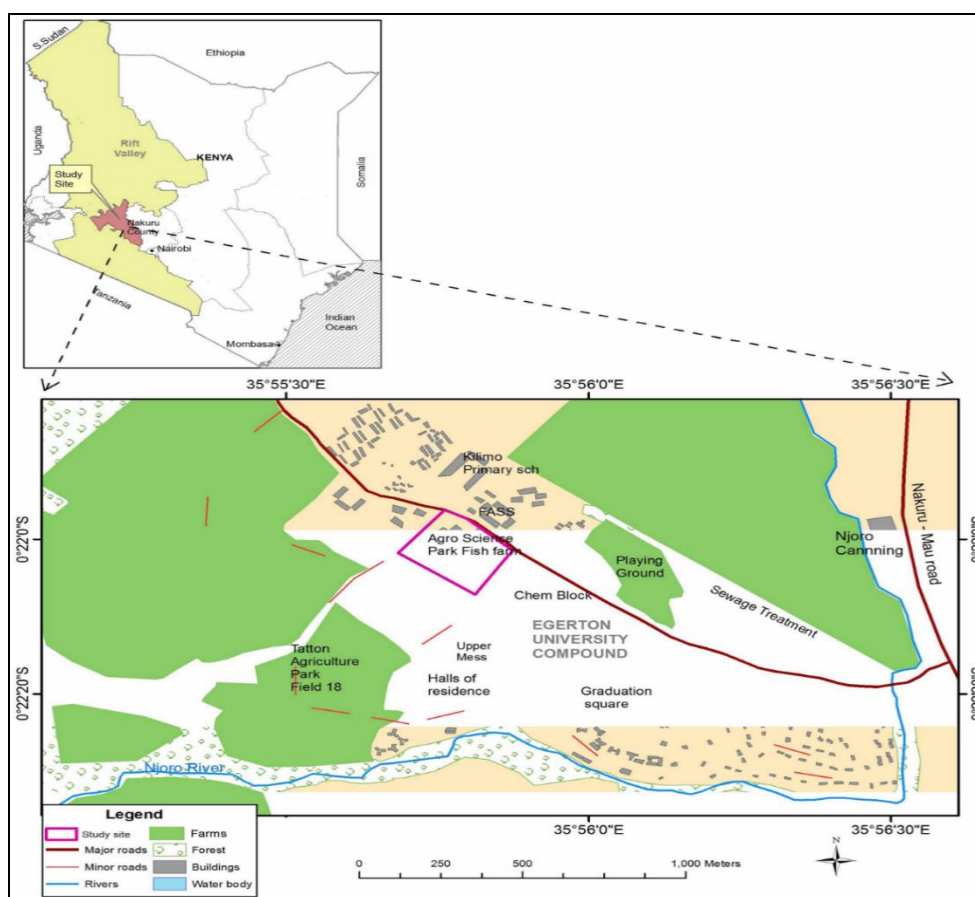 S.Sudan
Ethiopia
Uganda
Rift
Valley
KENYA
Somalia
Study
Site
Nakuru
County
Nairobi
Tanzania
Indian
Ocean
Mombasa
35°55'30"E
35°56'0"E
35°56'30"E
Kilimo
Primary sch
FASS
0°22'0"S
0°22'0"S
Agro Science
Park Fish farm
Playing
Ground
Njoro
Cannning
Nakuru - Mau road
Chem Block
Sewage Treatment
EGERTON
UNIVERSITY
COMPOUND
Tatton
Agriculture
Park
Field 18
Upper
Mess
Halls of
residence
Graduation
square
0°22'20"S
Njoro River
Legend
Study site
Farms
Major roads
Forest
Minor roads
Buildings
Rivers
Water body
35°56'0"E
35°56'30"E
0
250
500
1,000 Meters
N